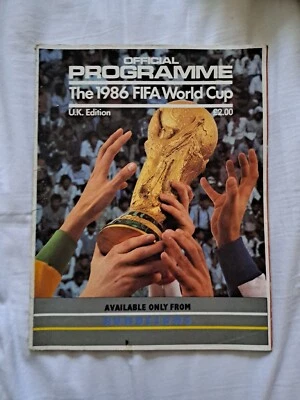 OFFICIAL
PROGRAMME
The 1986 FIFA World Cup
U.K. Edition
£2.00
AVAILABLE ONLY FROM